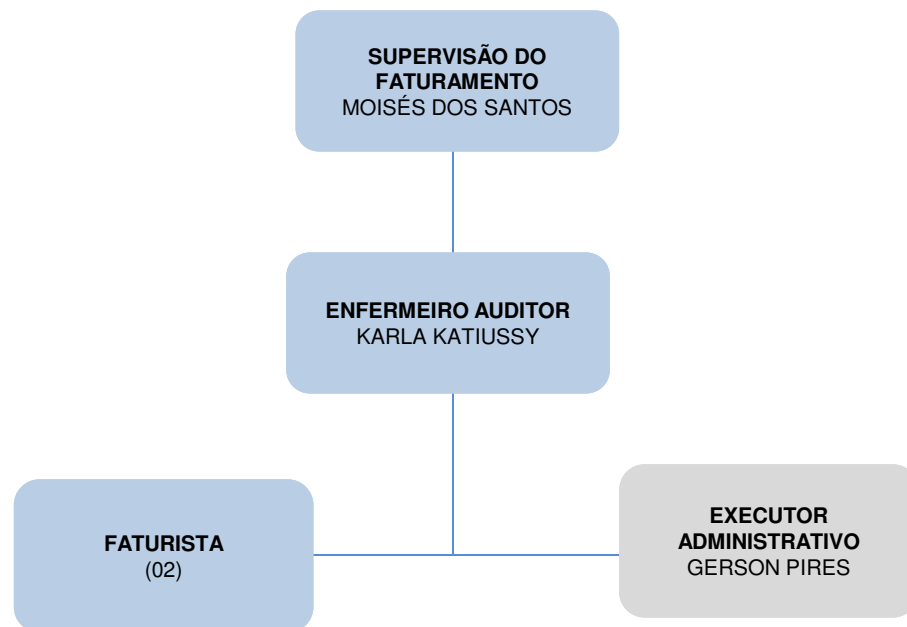 SUPERVISÃO DO
FATURAMENTO
MOISÉS DOS SANTOS
ENFERMEIRO AUDITOR
KARLA KATIUSSY
FATURISTA
(02)
EXECUTOR
ADMINISTRATIVO
GERSON PIRES